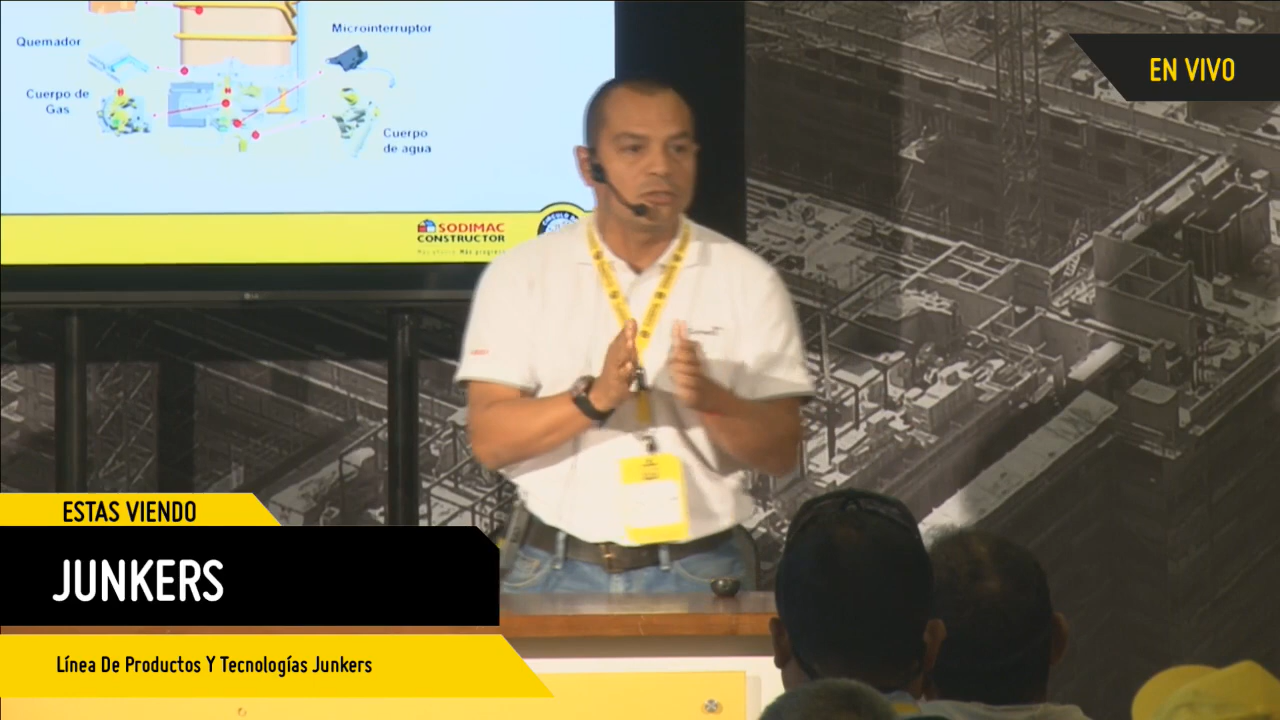 Microinterruptor
Quemador
Cuerpo de
Gas
Cuerpo
de agua
SODIMAC
CONSTRUCTOR
EN VIVO
ESTAS VIENDO
JUNKERS
Línea De Productos Y Tecnologías Junkers